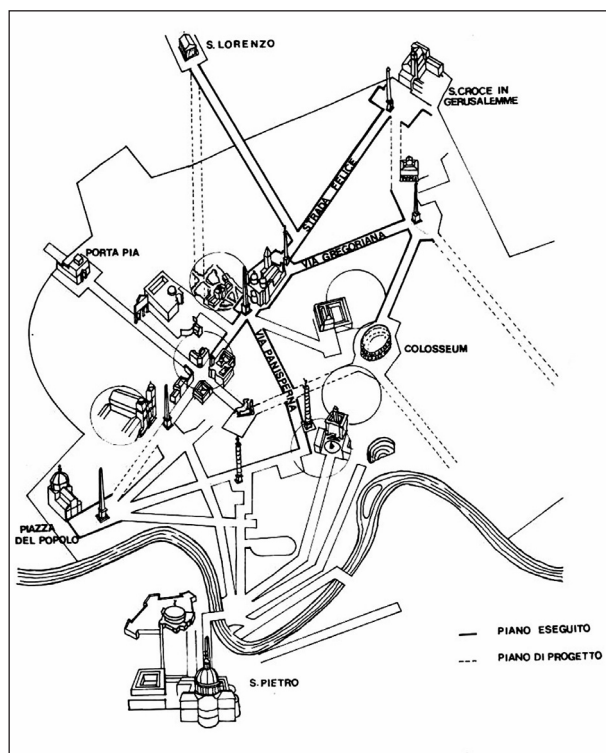 S. LORENZO
S. CROCE IN
GERUSALEMME
STRADA FELICE
PORTA PIA
VIA GREGORIANA
VIA PANISPERNA
COLOSSEUM
PIAZZA
DEL POPOLO
PIANO ESEGUITO
PIANO DI PROGETTO
S. PIETRO